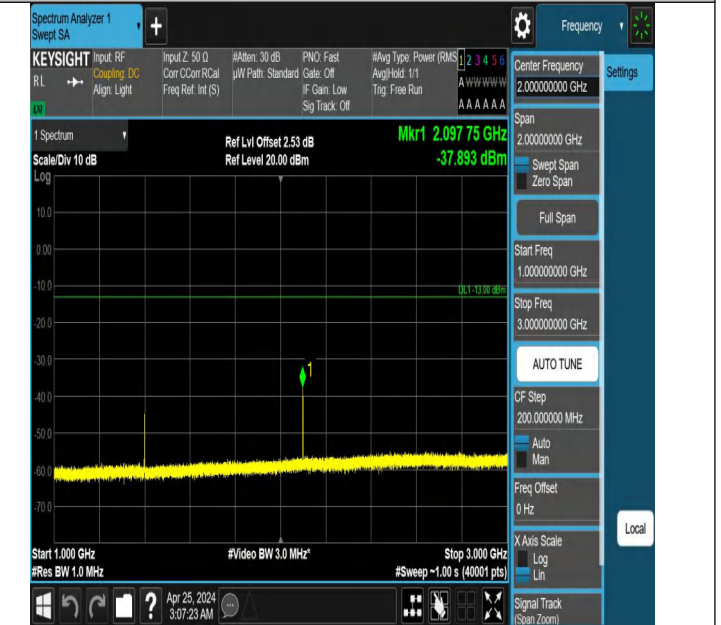 Spectrum Analyzer 1
Swept SA
+
Frequency
KEYSIGHT
RL
LXI
Input: RF
Coupling: DC
Align: Light
Input Z: 50 Ω
Corr CCorr RCal
Freq Ref: Int (S)
#Atten: 30 dB
µW Path: Standard
PNO: Fast
Gate: Off
IF Gain: Low
Sig Track: Off
#Avg Type: Power (RMS
Avg|Hold: 1/1
Trig: Free Run
1 2 3 4 5 6
A W W W W W
A A A A A A
Center Frequency
2.000000000 GHz
Settings
Span
2.00000000 GHz
Swept Span
Zero Span
Full Span
Start Freq
1.000000000 GHz
Stop Freq
3.000000000 GHz
AUTO TUNE
CF Step
200.000000 MHz
Auto
Man
Freq Offset
0 Hz
X Axis Scale
Log
Lin
Signal Track
(Span Zoom)
Local
1 Spectrum
Scale/Div 10 dB
Log
Ref Lvl Offset 2.53 dB
Ref Level 20.00 dBm
Mkr1 2.097 75 GHz
-37.893 dBm
10.0
0.00
-10.0
DL1 -13.00 dBm
-20.0
-30.0
1
-40.0
-50.0
-60.0
-70.0
Start 1.000 GHz
#Res BW 1.0 MHz
#Video BW 3.0 MHz*
Stop 3.000 GHz
#Sweep ~1.00 s (40001 pts)
?
Apr 25, 2024
3:07:23 AM